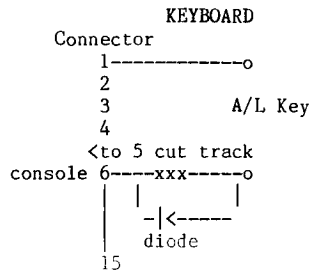 KEYBOARD
Connector
1-------------o
2
3 A/L Key
4
<to 5 cut track
console 6----xxx-----o
| | |
| -|<-----
| diode
15